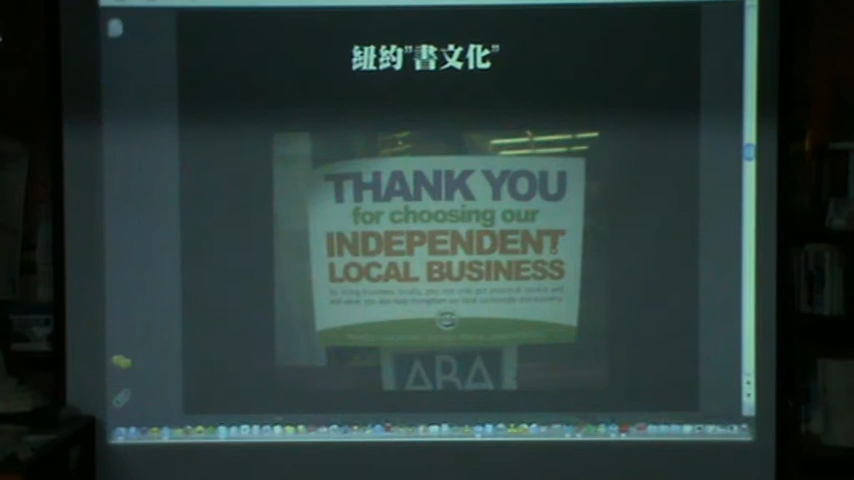 紐約"書文化"
THANK YOU
for choosing our
INDEPENDENT
LOCAL BUSINESS
ABA